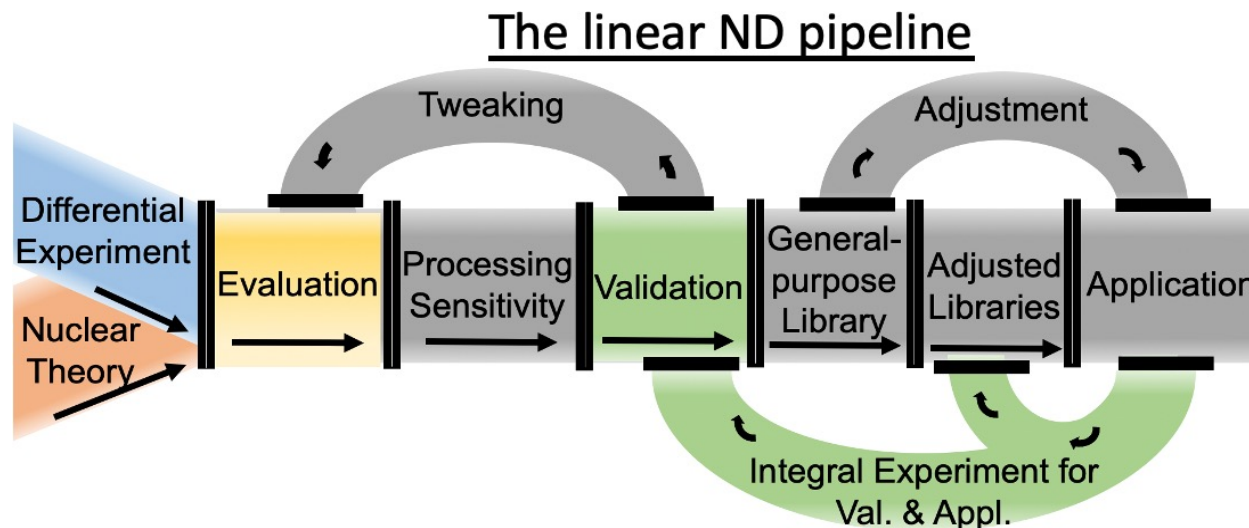 The linear ND pipeline
Tweaking
Adjustment
Differential
Experiment
Nuclear
Theory
Evaluation
Processing
Sensitivity
Validation
General-
purpose
Library
Adjusted
Libraries
Application
Integral Experiment for
Val. & Appl.